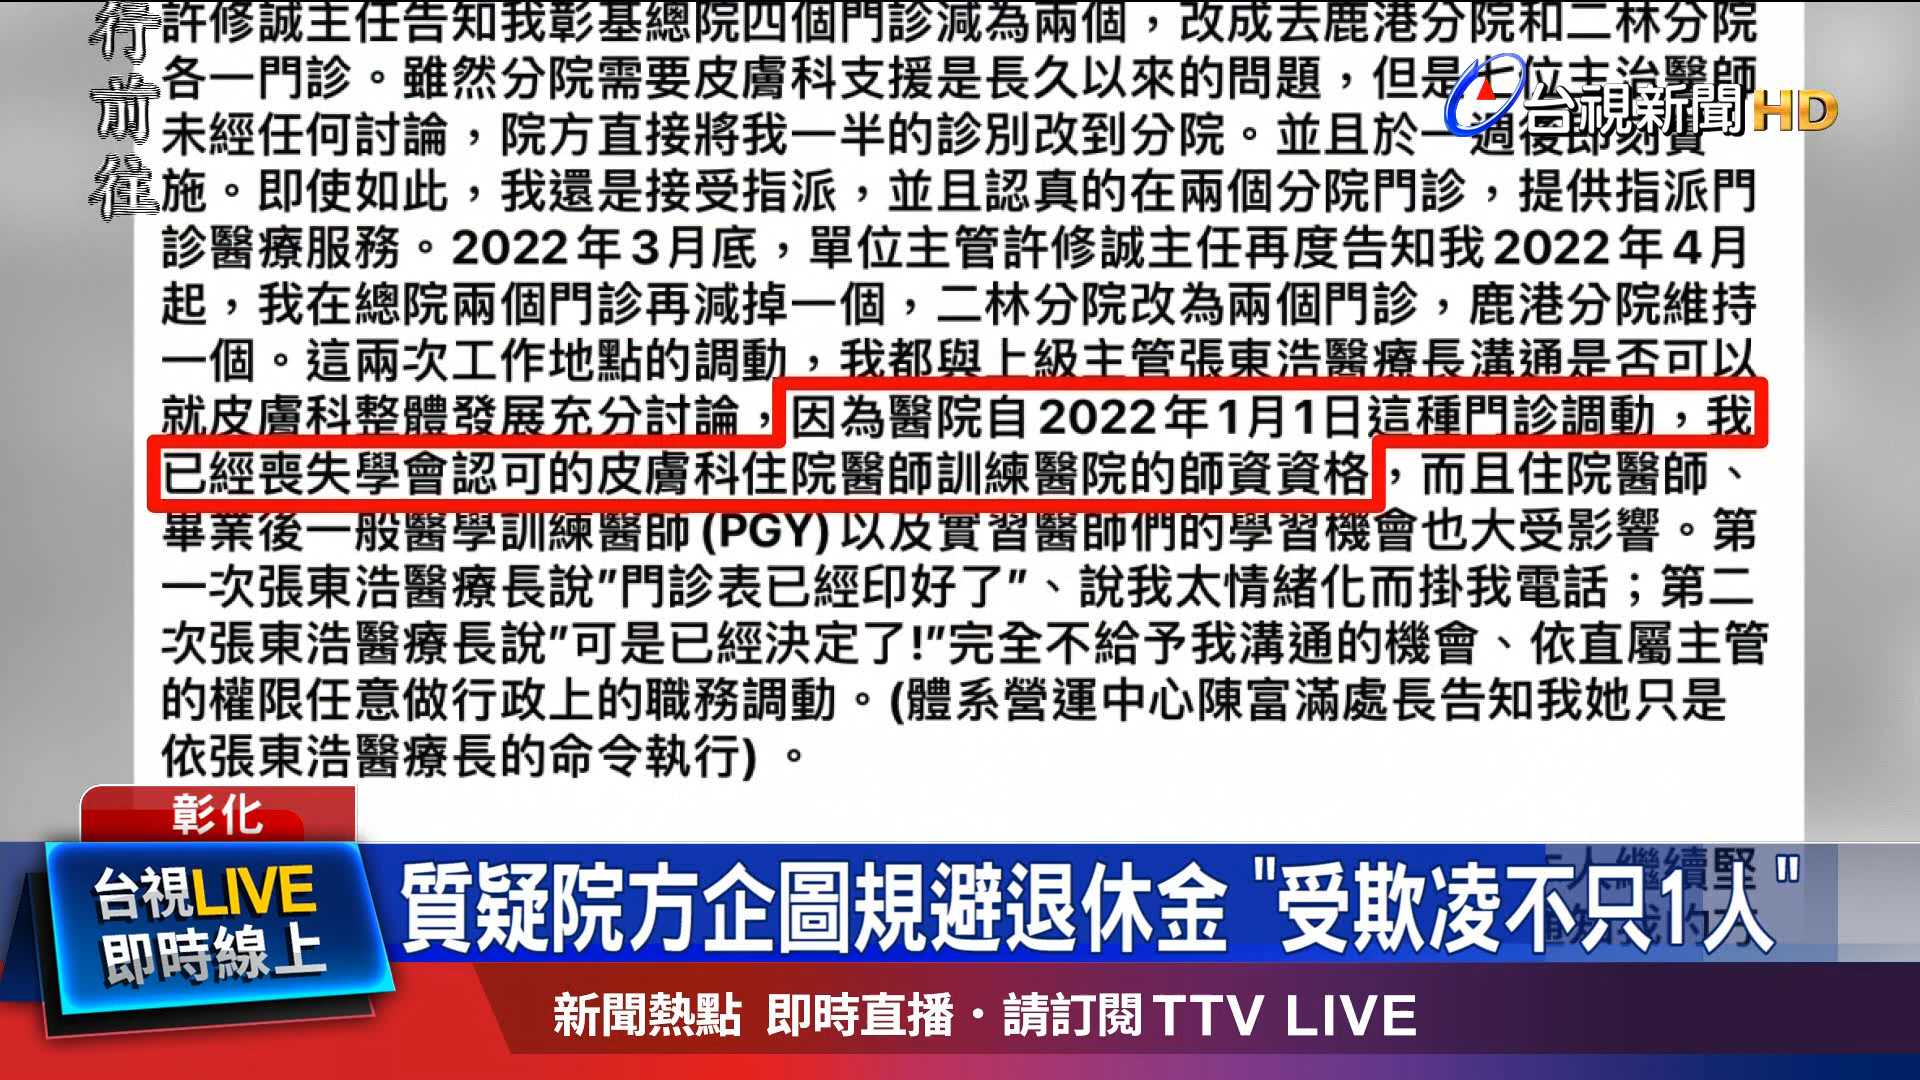 行前往
許修誠主任告知我彰基總院四個門診減為兩個，改成去鹿港分院和二林分院
各一門診。雖然分院需要皮膚科支援是長久以來的問題，但是七位主治醫師
未經任何討論，院方直接將我一半的診別改到分院。並且於一週後即刻實
施。即使如此，我還是接受指派，並且認真的在兩個分院門診，提供指派門
診醫療服務。2022年3月底，單位主管許修誠主任再度告知我2022年4月
起，我在總院兩個門診再減掉一個，二林分院改為兩個門診，鹿港分院維持
一個。這兩次工作地點的調動，我都與上級主管張東浩醫療長溝通是否可以
就皮膚科整體發展充分討論，因為醫院自2022年1月1日這種門診調動，我
已經喪失學會認可的皮膚科住院醫師訓練醫院的師資資格，而且住院醫師、
畢業後一般醫學訓練醫師(PGY)以及實習醫師們的學習機會也大受影響。第
一次張東浩醫療長說"門診表已經印好了"、說我太情緒化而掛我電話；第二
次張東浩醫療長說"可是已經決定了!"完全不給予我溝通的機會、依直屬主管
的權限任意做行政上的職務調動。(體系營運中心陳富滿處長告知我她只是
依張東浩醫療長的命令執行)。
台視新聞HD
彰化
台視LIVE
即時線上
質疑院方企圖規避退休金 "受欺凌不只1人"
新聞熱點 即時直播·請訂閱TTV LIVE